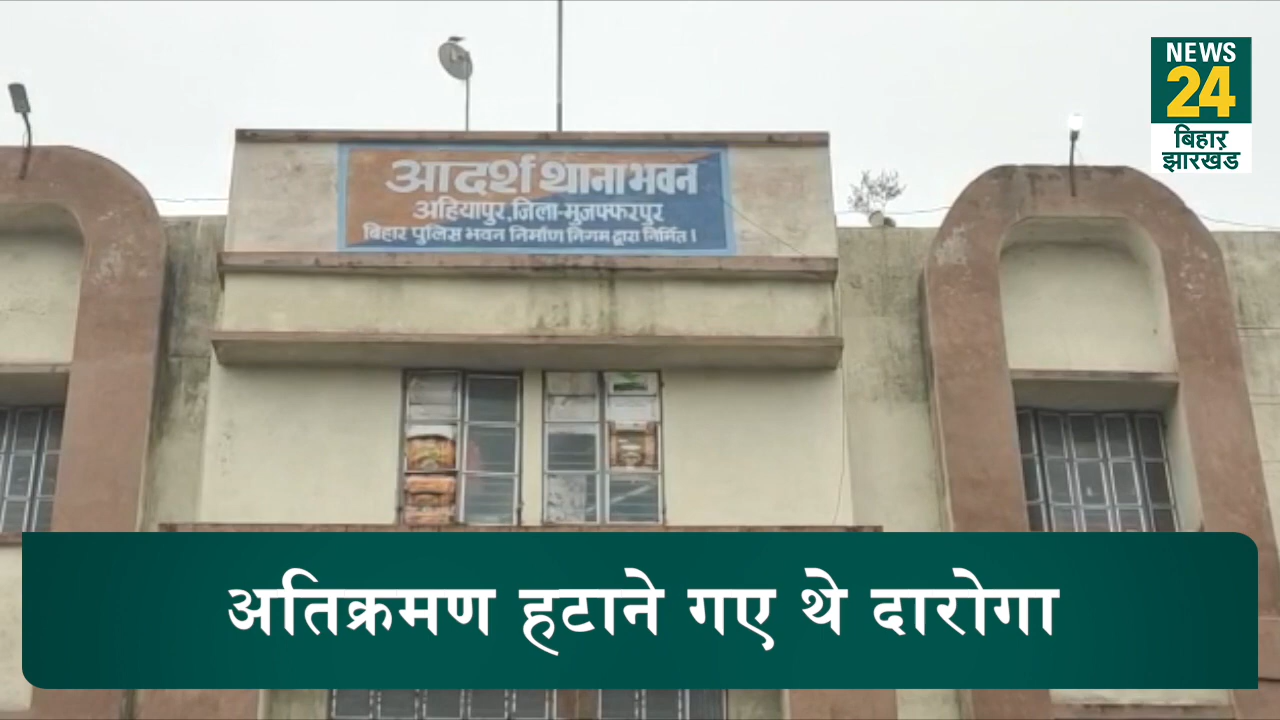 NEWS
24
बिहार
झारखंड
आदर्श थाना भवन
अहियापुर,जिला-मुजफ्फरपुर
बिहार पुलिस भवन निर्माण निगम द्वारा निर्मित।
अतिक्रमण हटाने गए थे दारोगा